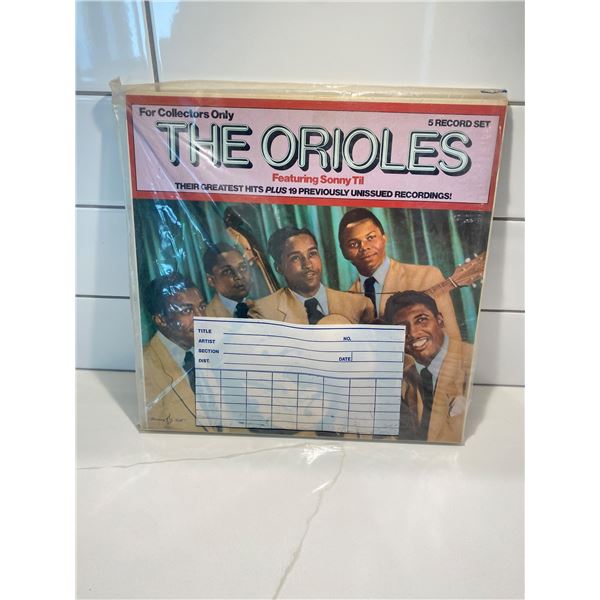 For Collectors Only
5 RECORD SET
THE ORIOLES
Featuring Sonny Til
THEIR GREATEST HITS PLUS 19 PREVIOUSLY UNISSUED RECORDINGS!
TITLE
ARTIST NO.
SECTION
DIST. DATE